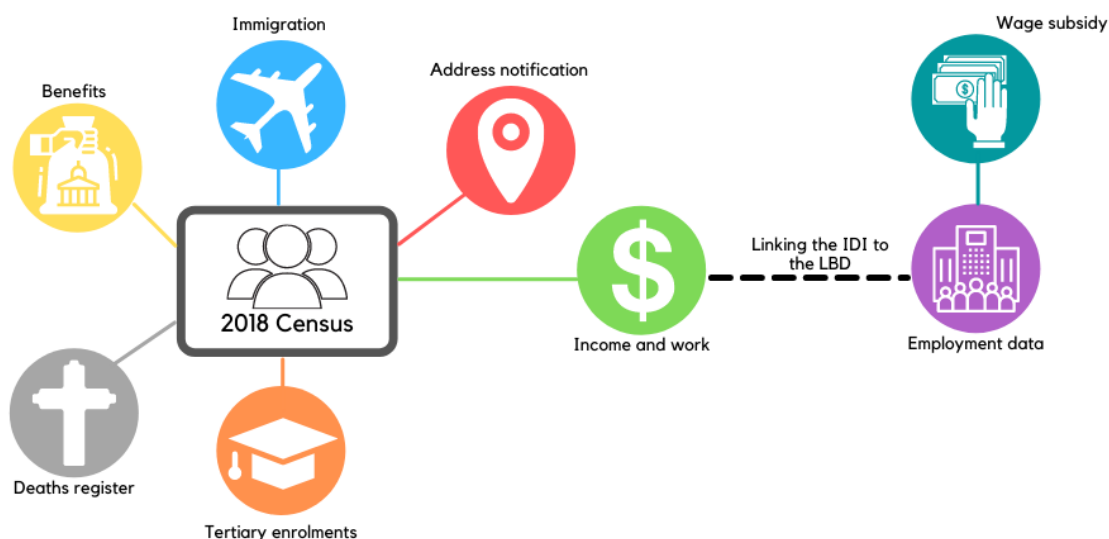 Immigration
Wage subsidy
Address notification
Benefits
Linking the IDI to
the LBD
2018 Census
Income and work
Employment data
Deaths register
Tertiary enrolments